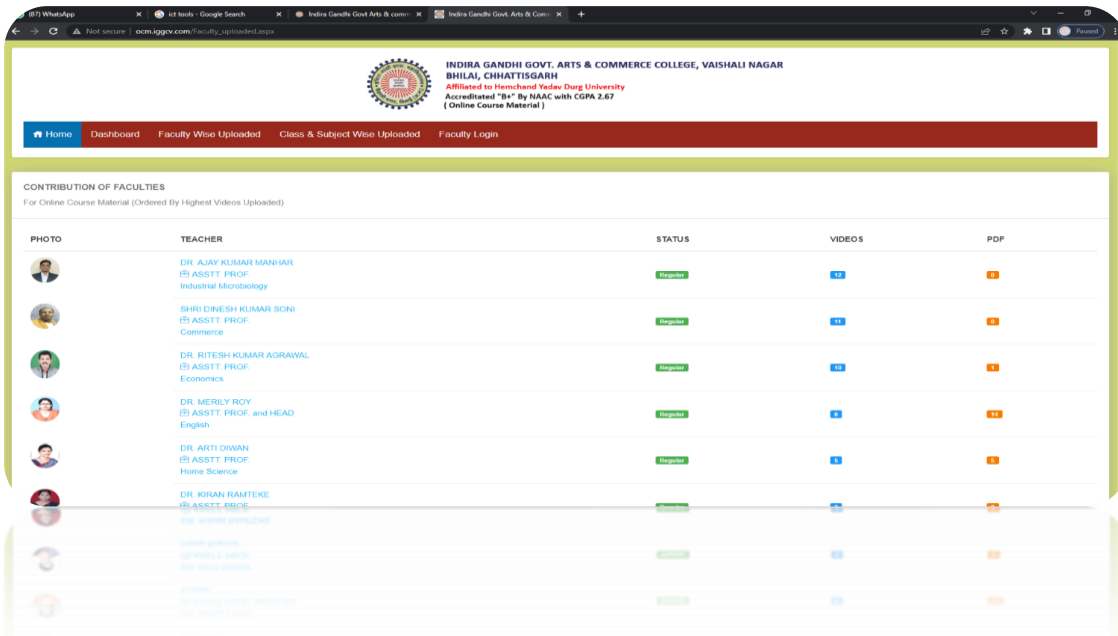 (87) WhatsApp
ict tools - Google Search
Indira Gandhi Govt Arts & comm
Indira Gandhi Govt. Arts & Com
Not secure | ocm.iggcv.com/Faculty_uploaded.aspx
Paused
INDIRA GANDHI GOVT. ARTS & COMMERCE COLLEGE, VAISHALI NAGAR
BHILAI, CHHATTISGARH
Affiliated to Hemchand Yadav Durg University
Accreditated "B+" By NAAC with CGPA 2.67
( Online Course Material )
Home Dashboard Faculty Wise Uploaded Class & Subject Wise Uploaded Faculty Login
CONTRIBUTION OF FACULTIES
For Online Course Material (Ordered By Highest Videos Uploaded)
PHOTO TEACHER STATUS VIDEOS PDF
DR. AJAY KUMAR MANHAR
ASSTT. PROF.
Regular 12 0
Industrial Microbiology
SHRI DINESH KUMAR SONI
ASSTT. PROF.
Regular 11 0
Commerce
DR. RITESH KUMAR AGRAWAL
ASSTT. PROF.
Regular 10 1
Economics
DR. MERILY ROY
ASSTT. PROF. and HEAD
Regular 6 14
English
DR. ARTI DIWAN
ASSTT. PROF.
Regular 5 5
Home Science
DR. KIRAN RAMTEKE
ASSTT. PROF.